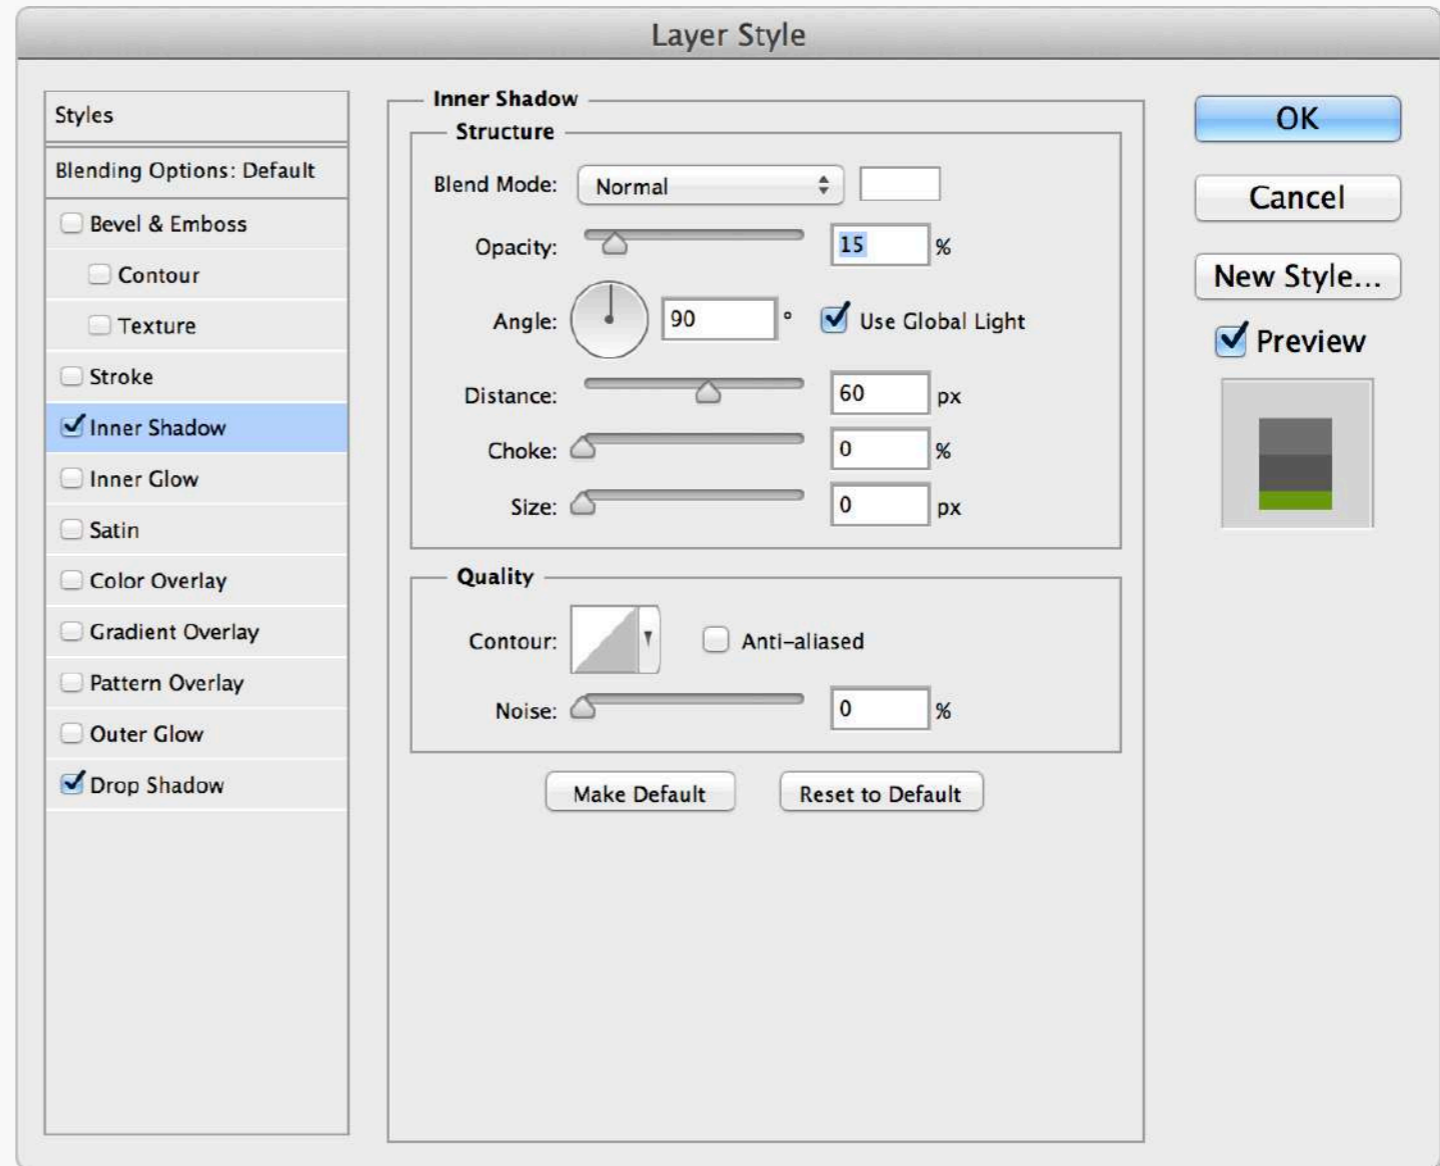 Layer Style
Styles
Blending Options: Default
Bevel & Emboss
Contour
Texture
Stroke
Inner Shadow
Inner Glow
Satin
Color Overlay
Gradient Overlay
Pattern Overlay
Outer Glow
Drop Shadow
Inner Shadow
Structure
Blend Mode: Normal
Opacity: 15 %
Angle: 90 ° Use Global Light
Distance: 60 px
Choke: 0 %
Size: 0 px
Quality
Contour: Anti-aliased
Noise: 0 %
Make Default Reset to Default
OK
Cancel
New Style...
Preview